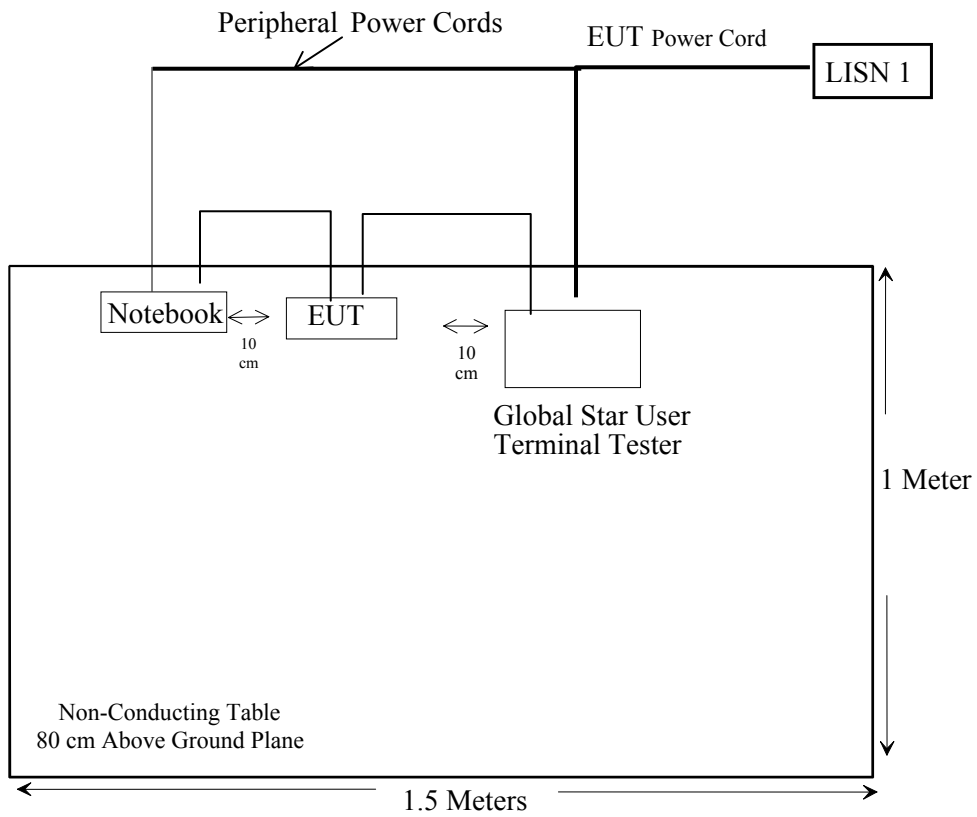 Peripheral Power Cords
EUT Power Cord
LISN 1
Notebook
EUT
10
cm
10
cm
Global Star User
Terminal Tester
1 Meter
Non-Conducting Table
80 cm Above Ground Plane
1.5 Meters